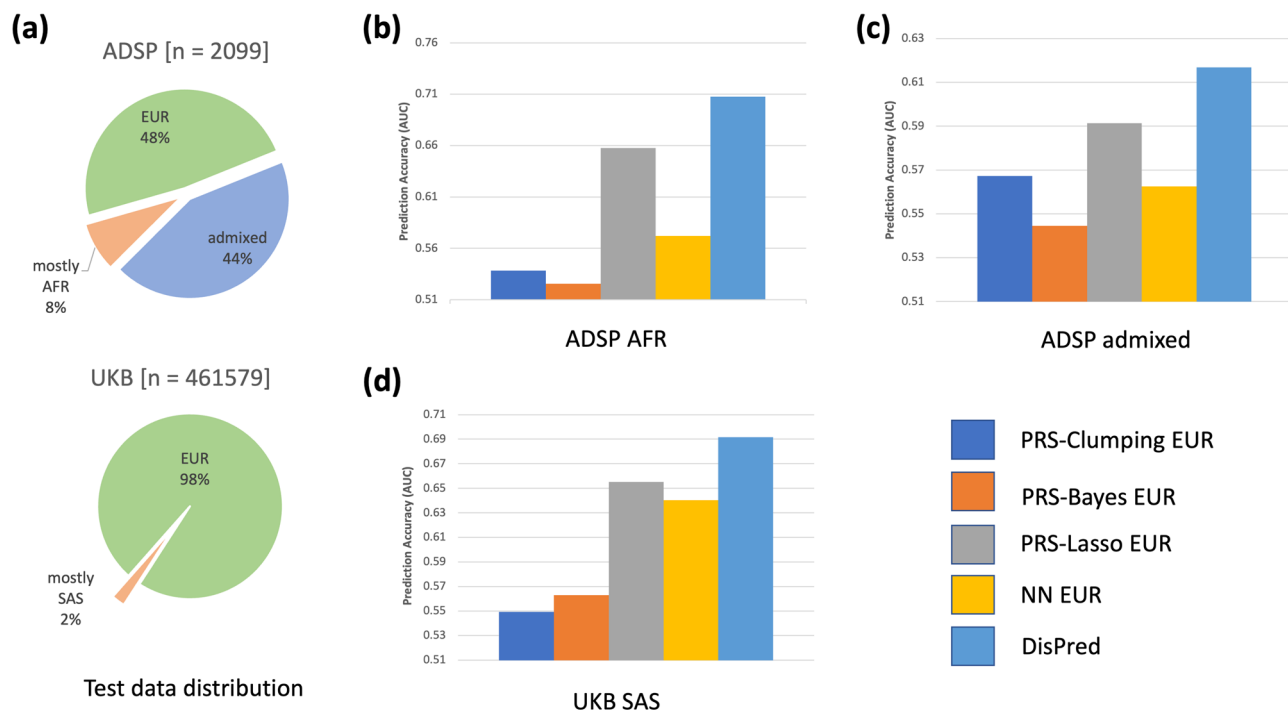 (a)
ADSP [n = 2099]
EUR
48%
admixed
44%
mostly
AFR
8%
UKB [n = 461579]
EUR
98%
mostly
SAS
2%
Test data distribution
(b)
Prediction Accuracy (AUC)
0.76
0.71
0.66
0.61
0.56
0.51
ADSP AFR
(c)
Prediction Accuracy (AUC)
0.63
0.61
0.59
0.57
0.55
0.53
0.51
ADSP admixed
(d)
Prediction Accuracy (AUC)
0.71
0.69
0.67
0.65
0.63
0.61
0.59
0.57
0.55
0.53
0.51
UKB SAS
PRS-Clumping EUR
PRS-Bayes EUR
PRS-Lasso EUR
NN EUR
DisPred